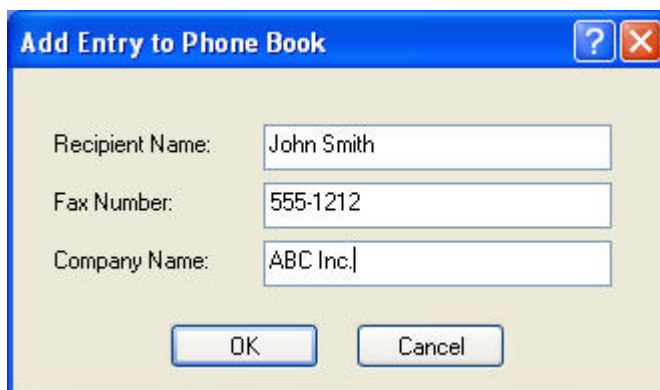 Add Entry to Phone Book ?
Recipient Name: John Smith
Fax Number: 555-1212
Company Name: ABC Inc.
OK Cancel